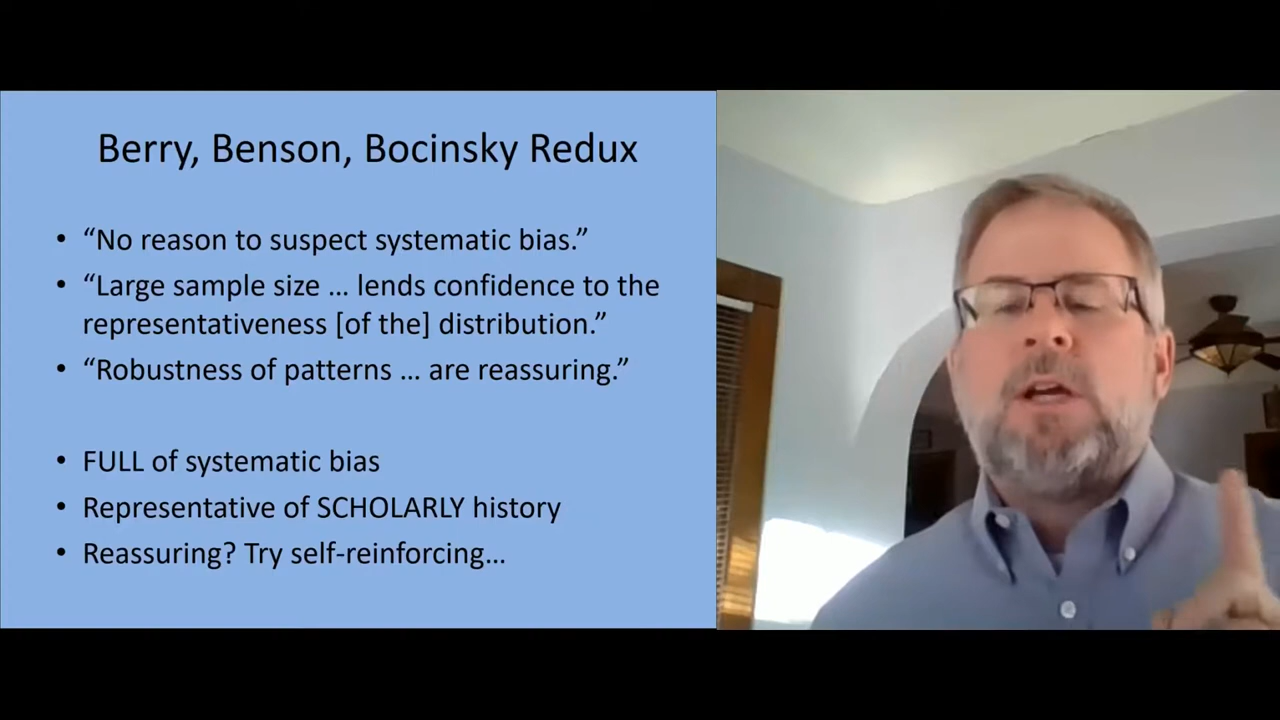 Berry, Benson, Bocinsky Redux
• “No reason to suspect systematic bias.”
• “Large sample size … lends confidence to the
representativeness [of the] distribution.”
• “Robustness of patterns … are reassuring.”
• FULL of systematic bias
• Representative of SCHOLARLY history
• Reassuring? Try self-reinforcing…